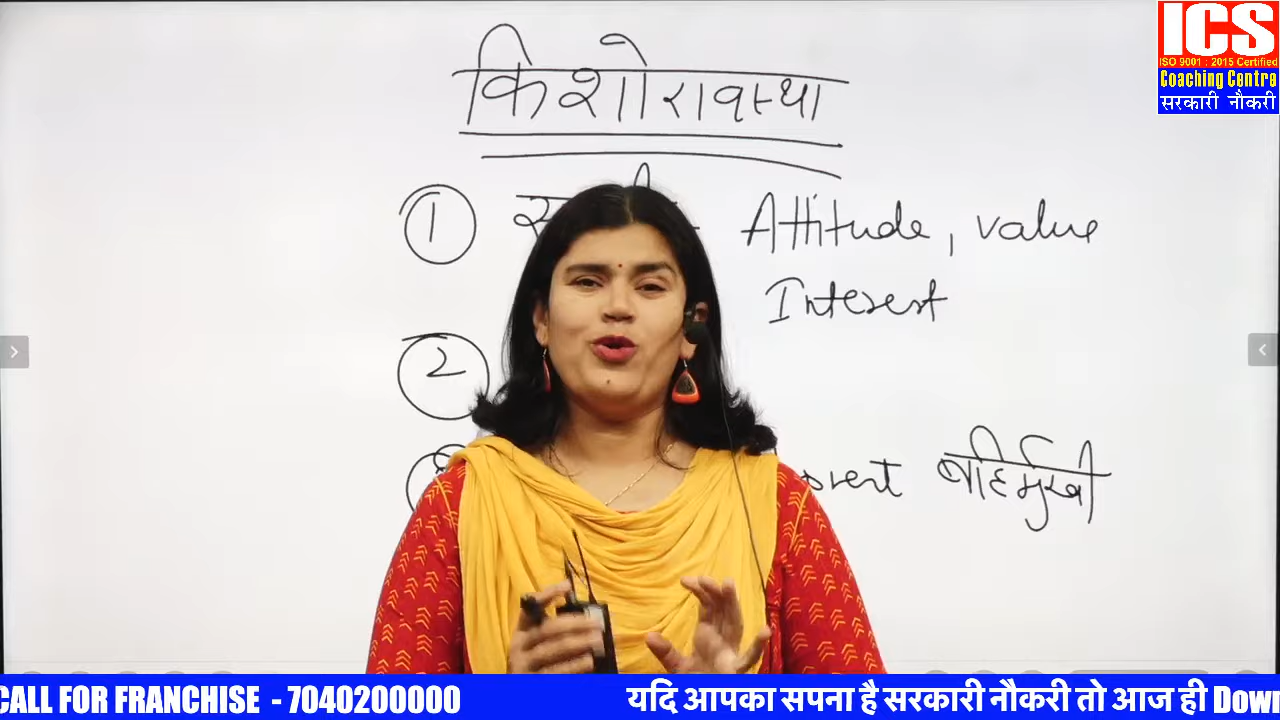 ICS
ISO 9001 : 2015 Certified
Coaching Centre
सरकारी नौकरी
किशोरावस्था
1 Attitude, value
Interest
2
बहिर्मुखी
CALL FOR FRANCHISE - 7040200000 यदि आपका सपना है सरकारी नौकरी तो आज ही